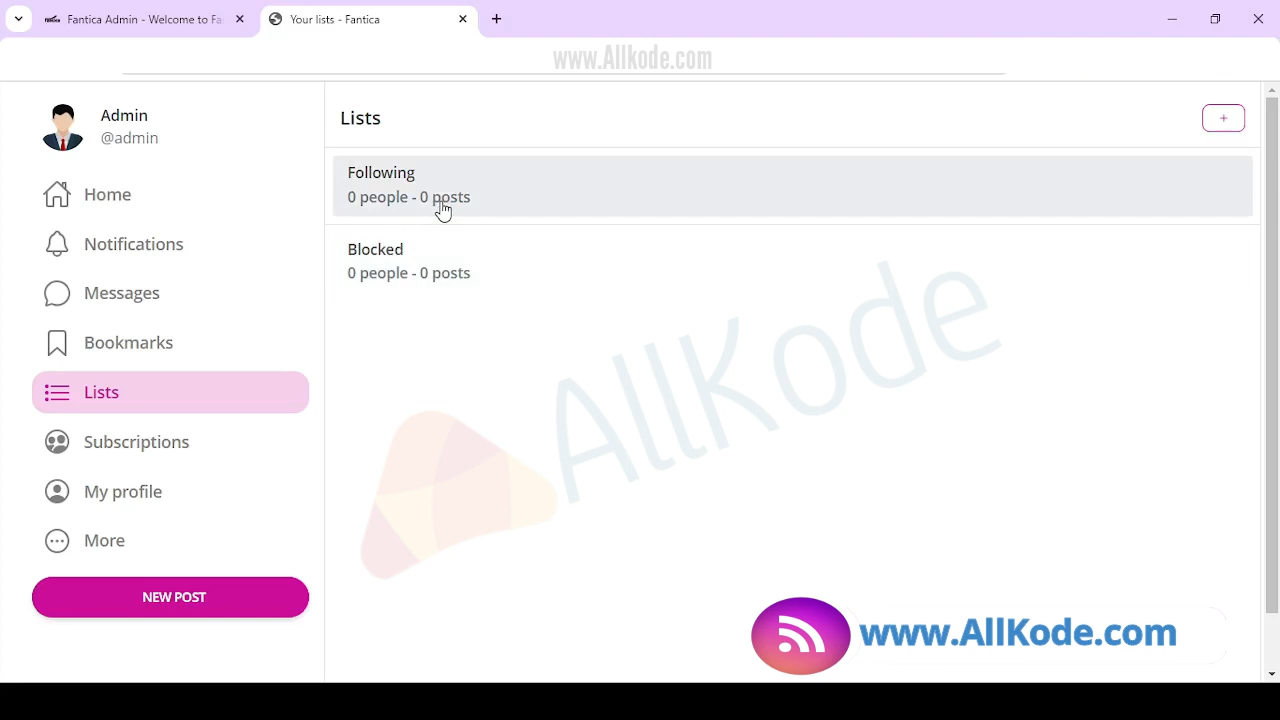 Fantica Admin - Welcome to Fa
Your lists - Fantica
www.Allkode.com
Admin
@admin
Home
Notifications
Messages
Bookmarks
Lists
Subscriptions
My profile
More
NEW POST
Lists
+
Following
0 people - 0 posts
Blocked
0 people - 0 posts
AllKode
www.AllKode.com